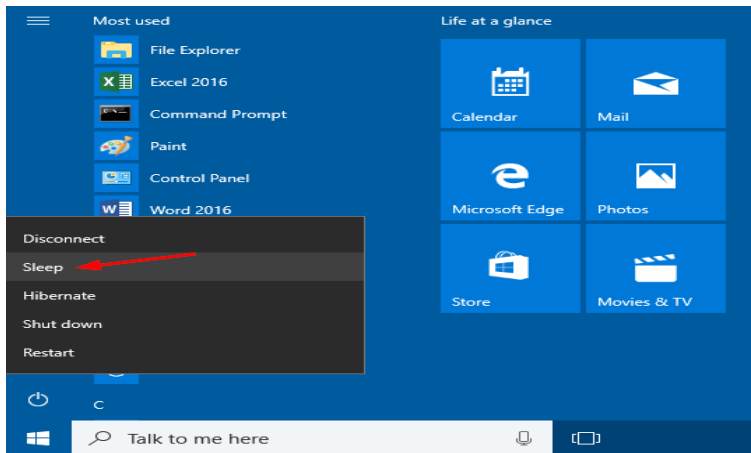 Most used
File Explorer
Excel 2016
Command Prompt
Paint
Control Panel
Word 2016
Disconnect
Sleep
Hibernate
Shut down
Restart
C
Talk to me here
Life at a glance
Calendar
Mail
Microsoft Edge
Photos
Store
Movies & TV